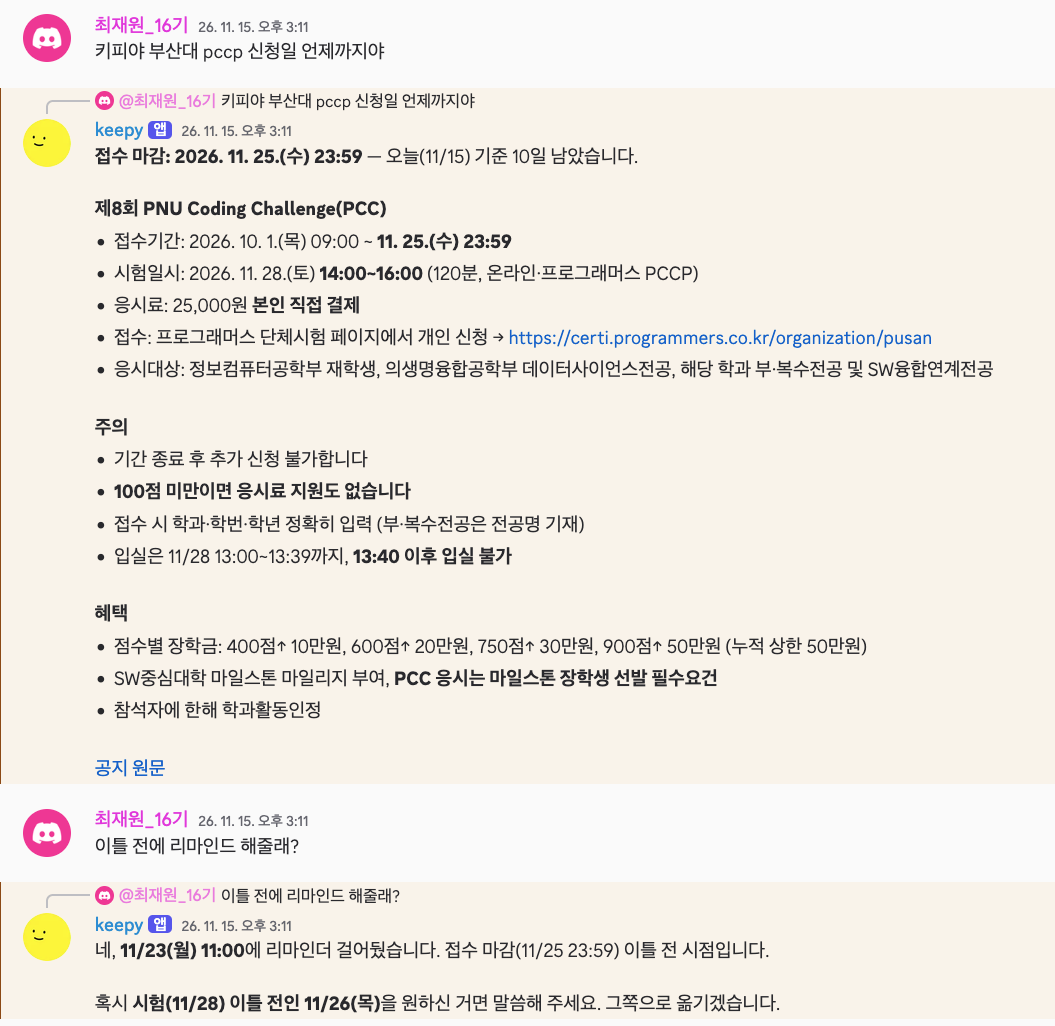 최재원_16기 26. 11. 15. 오후 3:11
키피야 부산대 pccp 신청일 언제까지야
@최재원_16기 키피야 부산대 pccp 신청일 언제까지야
keepy 앱 26. 11. 15. 오후 3:11
접수 마감: 2026. 11. 25.(수) 23:59 — 오늘(11/15) 기준 10일 남았습니다.
제8회 PNU Coding Challenge(PCC)
• 접수기간: 2026. 10. 1.(목) 09:00 ~ 11. 25.(수) 23:59
• 시험일시: 2026. 11. 28.(토) 14:00~16:00 (120분, 온라인·프로그래머스 PCCP)
• 응시료: 25,000원 본인 직접 결제
• 접수: 프로그래머스 단체시험 페이지에서 개인 신청 → https://certi.programmers.co.kr/organization/pusan
• 응시대상: 정보컴퓨터공학부 재학생, 의생명융합공학부 데이터사이언스전공, 해당 학과 부·복수전공 및 SW융합연계전공
주의
• 기간 종료 후 추가 신청 불가합니다
• 100점 미만이면 응시료 지원도 없습니다
• 접수 시 학과·학번·학년 정확히 입력 (부·복수전공은 전공명 기재)
• 입실은 11/28 13:00~13:39까지, 13:40 이후 입실 불가
혜택
• 점수별 장학금: 400점↑ 10만원, 600점↑ 20만원, 750점↑ 30만원, 900점↑ 50만원 (누적 상한 50만원)
• SW중심대학 마일스톤 마일리지 부여, PCC 응시는 마일스톤 장학생 선발 필수요건
• 참석자에 한해 학과활동인정
공지 원문
최재원_16기 26. 11. 15. 오후 3:11
이틀 전에 리마인드 해줄래?
@최재원_16기 이틀 전에 리마인드 해줄래?
keepy 앱 26. 11. 15. 오후 3:11
네, 11/23(월) 11:00에 리마인더 걸어뒀습니다. 접수 마감(11/25 23:59) 이틀 전 시점입니다.
혹시 시험(11/28) 이틀 전인 11/26(목)을 원하신 거면 말씀해 주세요. 그쪽으로 옮기겠습니다.